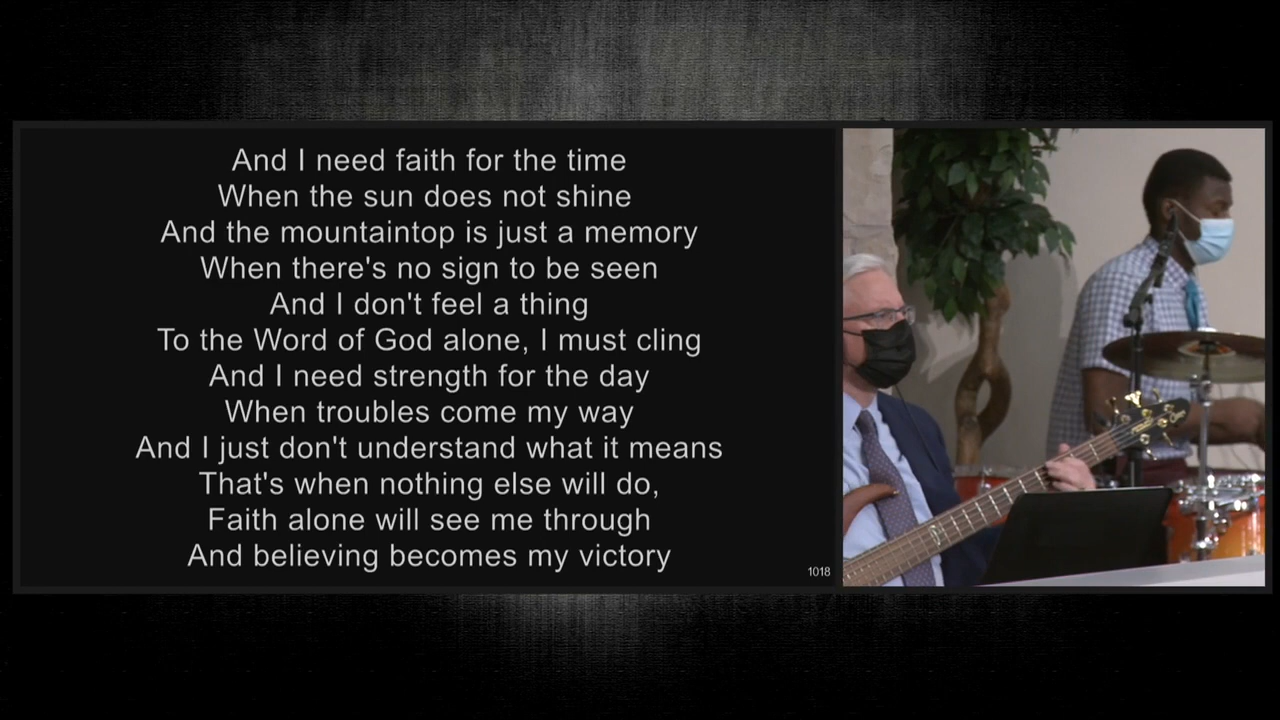 And I need faith for the time
When the sun does not shine
And the mountaintop is just a memory
When there's no sign to be seen
And I don't feel a thing
To the Word of God alone, I must cling
And I need strength for the day
When troubles come my way
And I just don't understand what it means
That's when nothing else will do,
Faith alone will see me through
And believing becomes my victory
1018